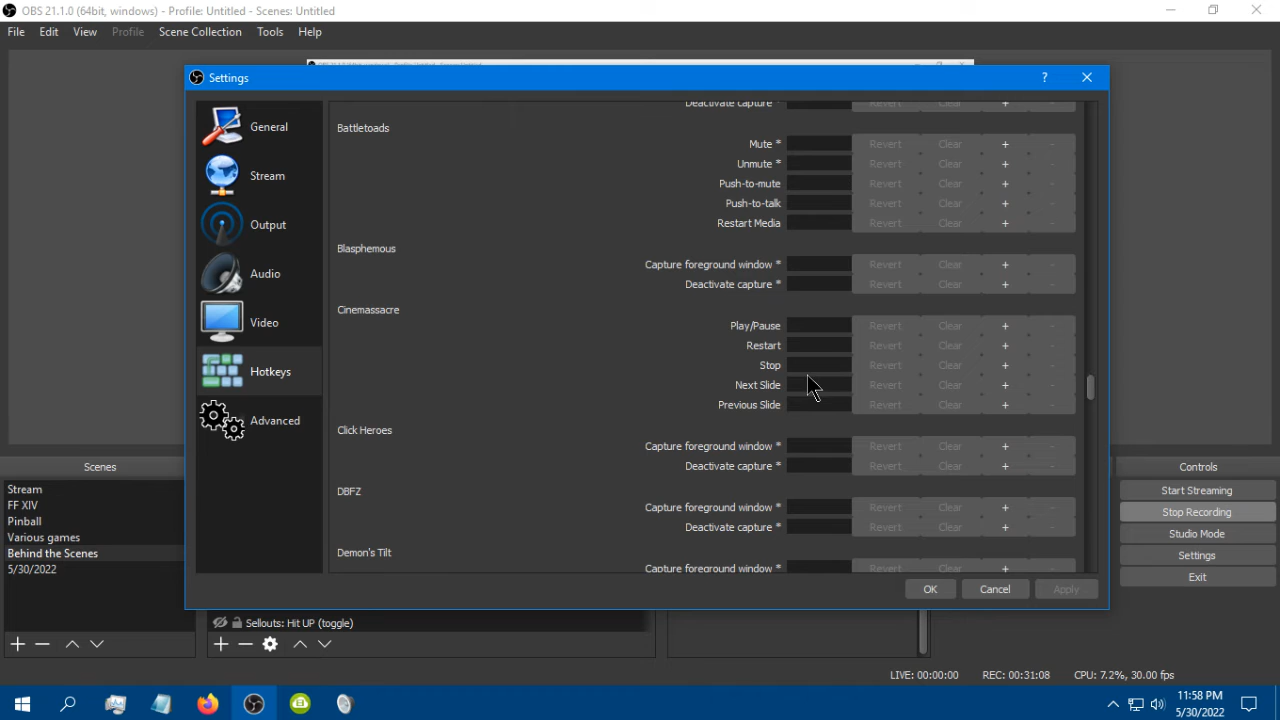 OBS 21.1.0 (64bit, windows) - Profile: Untitled - Scenes: Untitled
File Edit View Profile Scene Collection Tools Help
Settings
?
General
Stream
Output
Audio
Video
Hotkeys
Advanced
Deactivate capture * +
Battletoads
Mute * Revert Clear + -
Unmute * Revert Clear + -
Push-to-mute Revert Clear + -
Push-to-talk Revert Clear + -
Restart Media Revert Clear + -
Blasphemous
Capture foreground window * Revert Clear + -
Deactivate capture * Revert Clear + -
Cinemassacre
Play/Pause Revert Clear + -
Restart Revert Clear + -
Stop Revert Clear + -
Next Slide Revert Clear + -
Previous Slide Revert Clear + -
Click Heroes
Capture foreground window * Revert Clear + -
Deactivate capture * Revert Clear + -
DBFZ
Capture foreground window * Revert Clear + -
Deactivate capture * Revert Clear + -
Demon's Tilt
Capture foreground window * Revert Clear + -
OK Cancel Apply
Scenes
Stream
FF XIV
Pinball
Various games
Behind the Scenes
5/30/2022
Sellouts: Hit UP (toggle)
Controls
Start Streaming
Stop Recording
Studio Mode
Settings
Exit
LIVE: 00:00:00 REC: 00:31:08 CPU: 7.2%, 30.00 fps
11:58 PM
5/30/2022